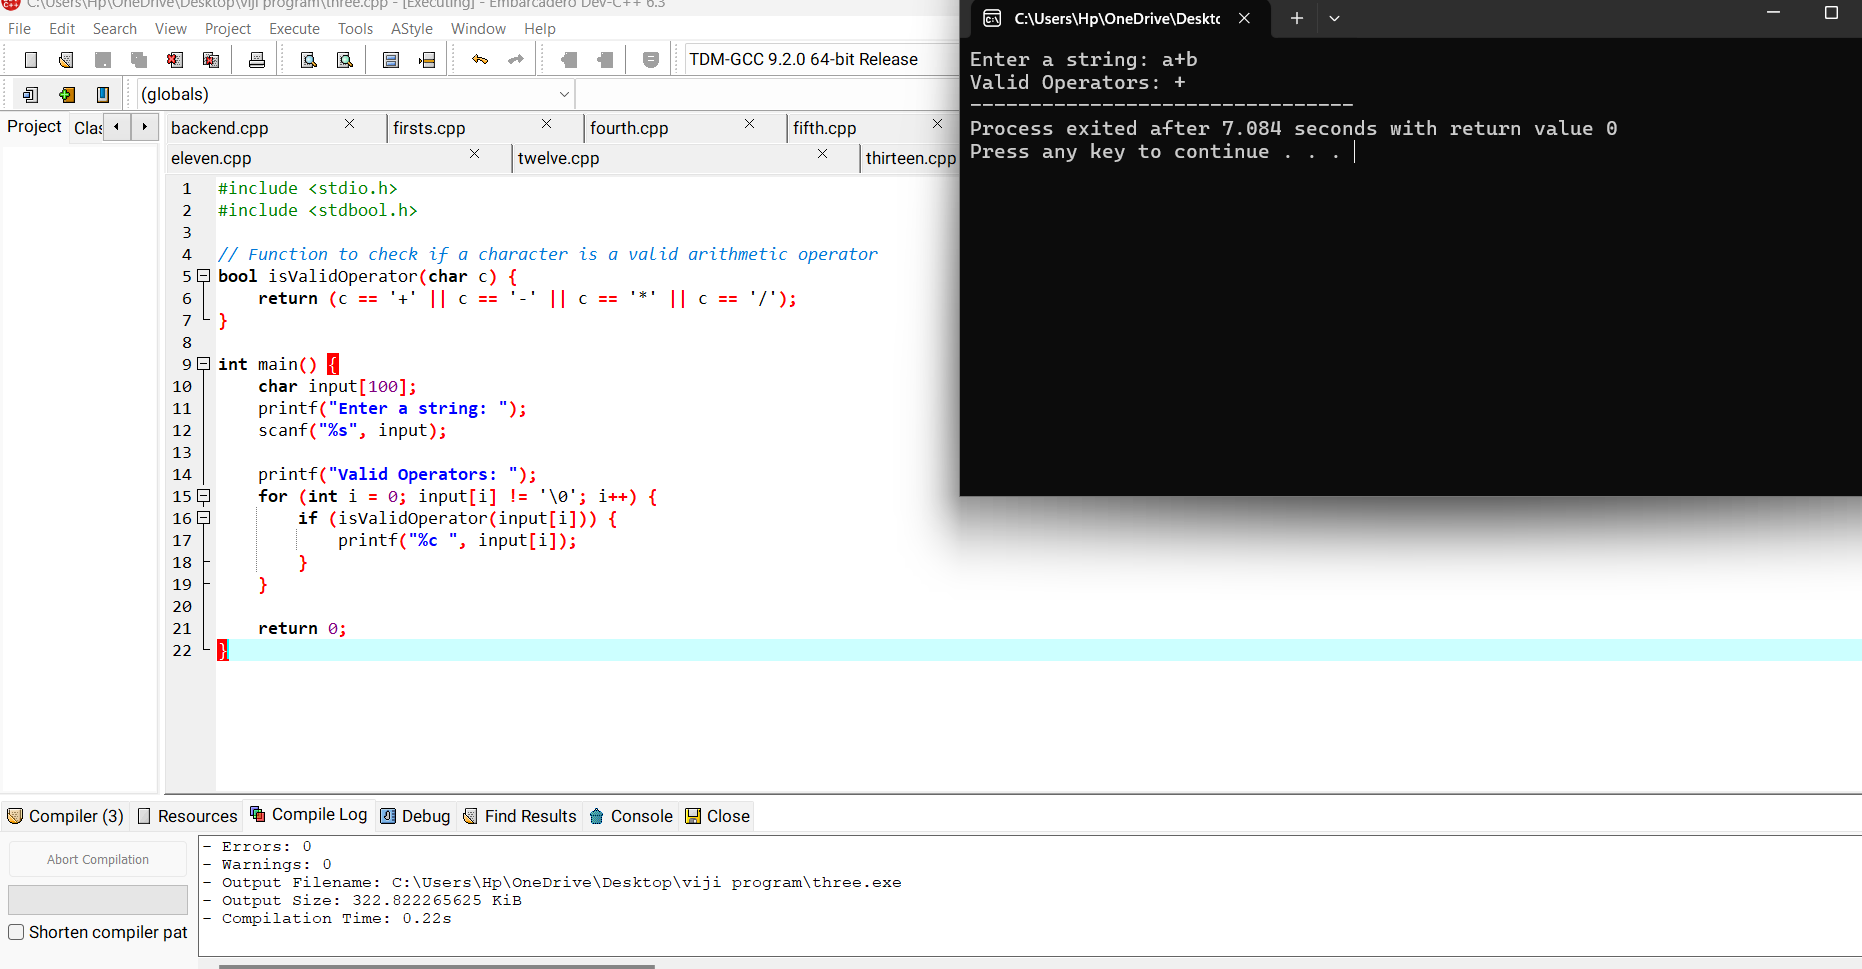 C:\Users\Hp\OneDrive\Desktop\viji program\three.cpp - [Executing] - Embarcadero Dev-C++ 6.3
File Edit Search View Project Execute Tools AStyle Window Help
TDM-GCC 9.2.0 64-bit Release
(globals)
Project Clas
backend.cpp firsts.cpp fourth.cpp fifth.cpp
eleven.cpp twelve.cpp thirteen.cpp
1 #include <stdio.h>
2 #include <stdbool.h>
3
4 // Function to check if a character is a valid arithmetic operator
5 bool isValidOperator(char c) {
6 return (c == '+' || c == '-' || c == '*' || c == '/');
7 }
8
9 int main() {
10 char input[100];
11 printf("Enter a string: ");
12 scanf("%s", input);
13
14 printf("Valid Operators: ");
15 for (int i = 0; input[i] != '\0'; i++) {
16 if (isValidOperator(input[i])) {
17 printf("%c ", input[i]);
18 }
19 }
20
21 return 0;
22 }
C:\Users\Hp\OneDrive\Deskto
Enter a string: a+b
Valid Operators: +
--------------------------------
Process exited after 7.084 seconds with return value 0
Press any key to continue . . .
Compiler (3) Resources Compile Log Debug Find Results Console Close
Abort Compilation
Shorten compiler pat
- Errors: 0
- Warnings: 0
- Output Filename: C:\Users\Hp\OneDrive\Desktop\viji program\three.exe
- Output Size: 322.822265625 KiB
- Compilation Time: 0.22s